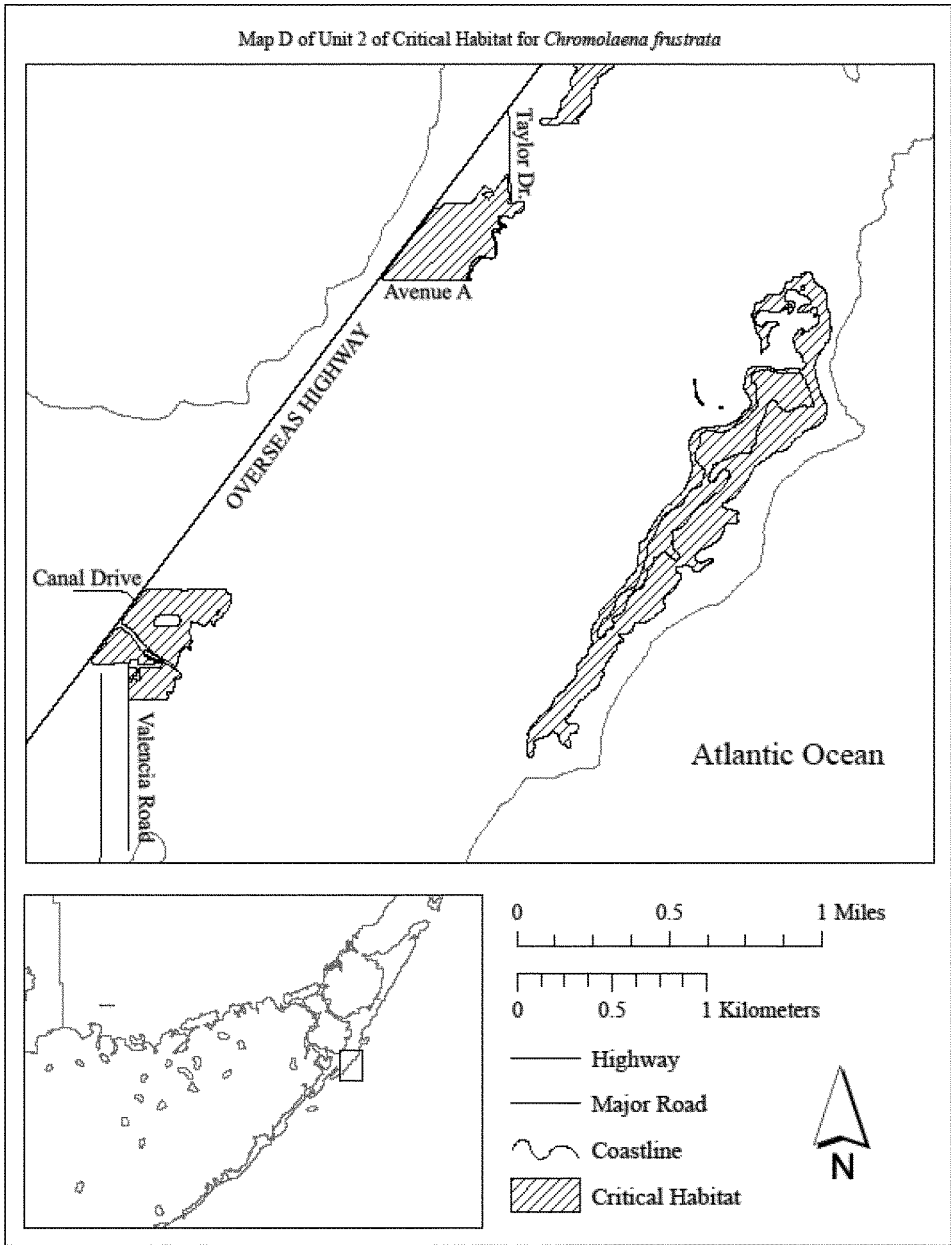 Map D of Unit 2 of Critical Habitat for Chromolaena frustrata
Taylor Dr.
Avenue A
OVERSEAS HIGHWAY
Canal Drive
Valencia Road
Atlantic Ocean
0 0.5 1 Miles
0 0.5 1 Kilometers
Highway
Major Road
Coastline
Critical Habitat
N